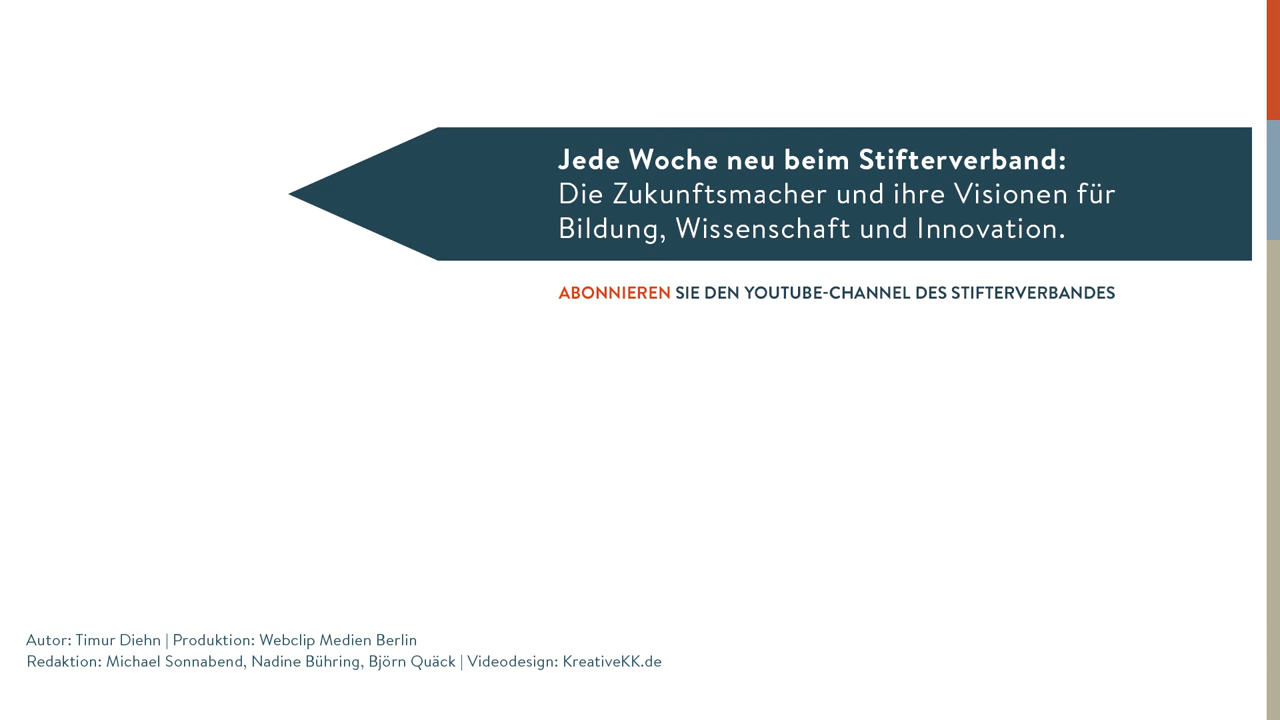 Jede Woche neu beim Stifterverband:
Die Zukunftsmacher und ihre Visionen für
Bildung, Wissenschaft und Innovation.
ABONNIEREN SIE DEN YOUTUBE-CHANNEL DES STIFTERVERBANDES
Autor: Timur Diehn | Produktion: Webclip Medien Berlin
Redaktion: Michael Sonnabend, Nadine Bühring, Björn Quäck | Videodesign: KreativeKK.de